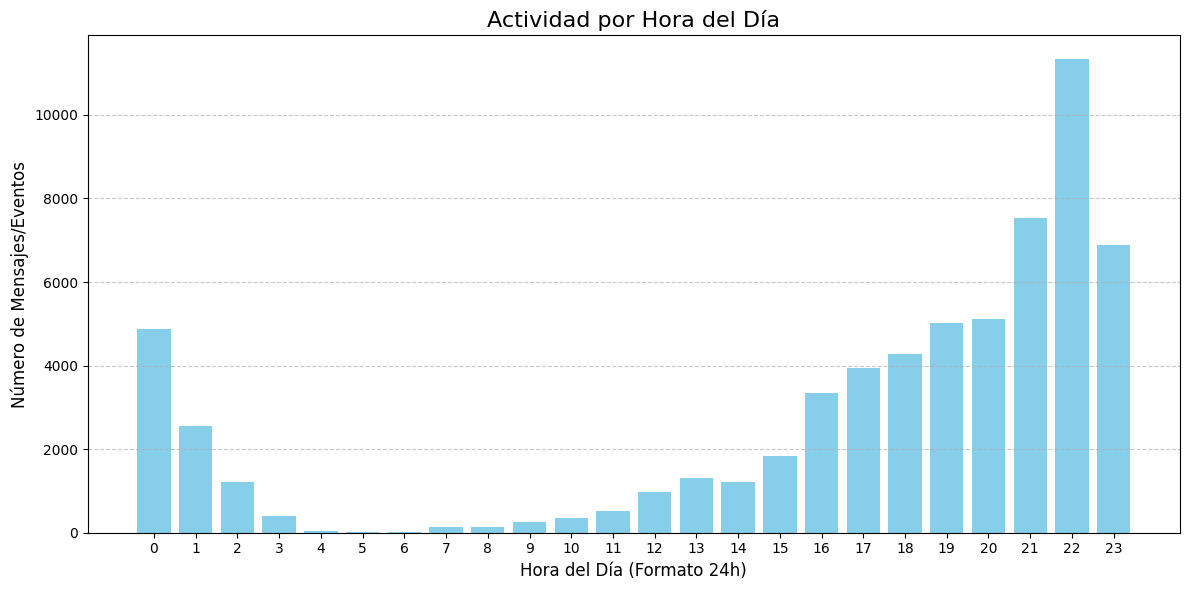 Actividad por Hora del Día
Número de Mensajes/Eventos
10000
8000
6000
4000
2000
0
0 1 2 3 4 5 6 7 8 9 10 11 12 13 14 15 16 17 18 19 20 21 22 23
Hora del Día (Formato 24h)